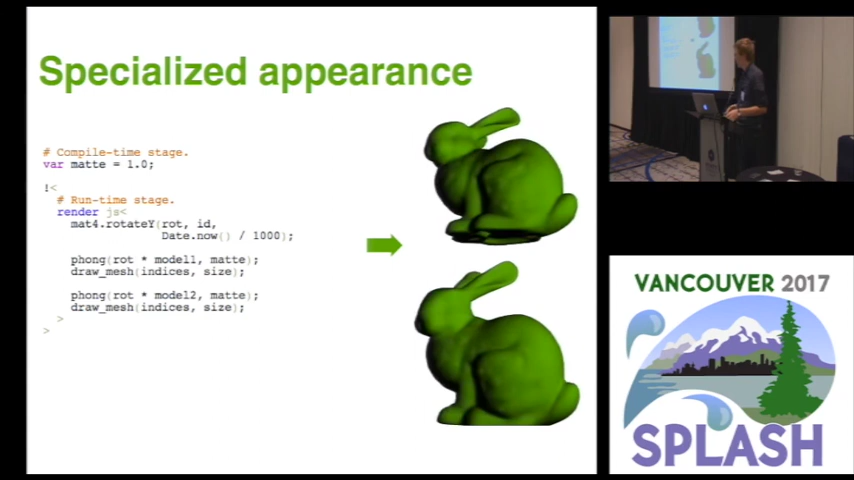 Specialized appearance
# Compile-time stage.
var matte = 1.0;
!<
# Run-time stage.
render js<
mat4.rotateY(rot, id,
Date.now() / 1000);
phong(rot * model1, matte);
draw_mesh(indices, size);
phong(rot * model2, matte);
draw_mesh(indices, size);
>
>
VANCOUVER 2017
SPLASH